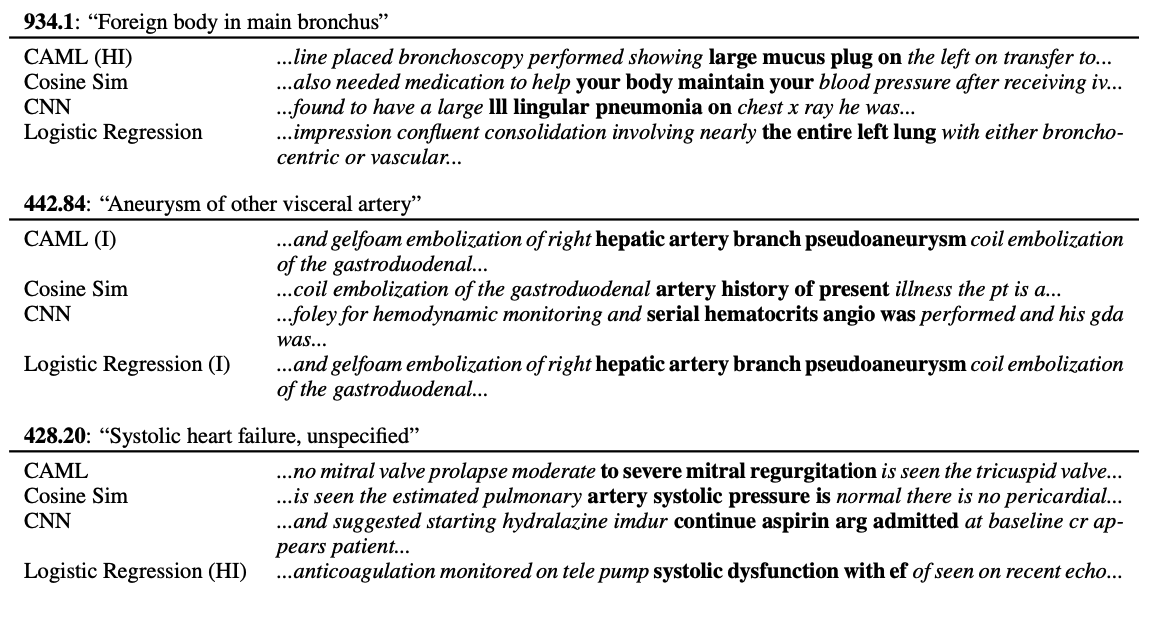 934.1: “Foreign body in main bronchus”
CAML (HI) ...line placed bronchoscopy performed showing large mucus plug on the left on transfer to...
Cosine Sim ...also needed medication to help your body maintain your blood pressure after receiving iv...
CNN ...found to have a large lll lingular pneumonia on chest x ray he was...
Logistic Regression ...impression confluent consolidation involving nearly the entire left lung with either broncho-
centric or vascular...
442.84: “Aneurysm of other visceral artery”
CAML (I) ...and gelfoam embolization of right hepatic artery branch pseudoaneurysm coil embolization
of the gastroduodenal...
Cosine Sim ...coil embolization of the gastroduodenal artery history of present illness the pt is a...
CNN ...foley for hemodynamic monitoring and serial hematocrits angio was performed and his gda
was...
Logistic Regression (I) ...and gelfoam embolization of right hepatic artery branch pseudoaneurysm coil embolization
of the gastroduodenal...
428.20: “Systolic heart failure, unspecified”
CAML ...no mitral valve prolapse moderate to severe mitral regurgitation is seen the tricuspid valve...
Cosine Sim ...is seen the estimated pulmonary artery systolic pressure is normal there is no pericardial...
CNN ...and suggested starting hydralazine imdur continue aspirin arg admitted at baseline cr ap-
pears patient...
Logistic Regression (HI) ...anticoagulation monitored on tele pump systolic dysfunction with ef of seen on recent echo...